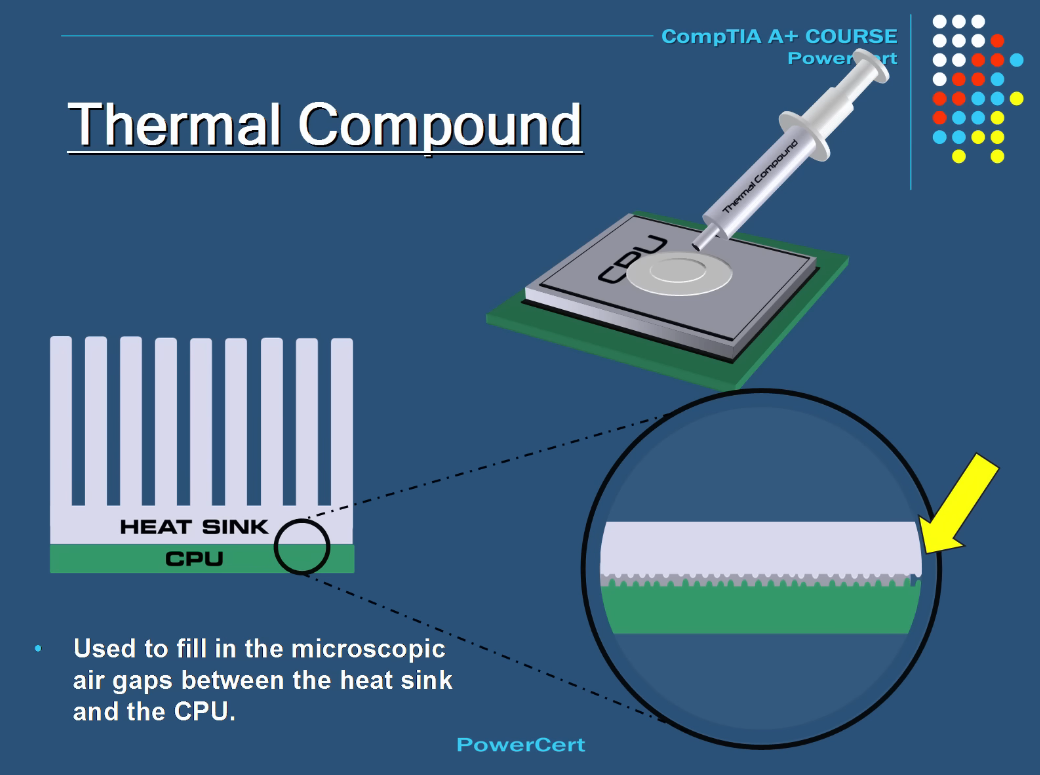 CompTIA A+ COURSE
PowerCert
Thermal Compound
Thermal Compound
CPU
HEAT SINK
CPU
• Used to fill in the microscopic
air gaps between the heat sink
and the CPU.
PowerCert